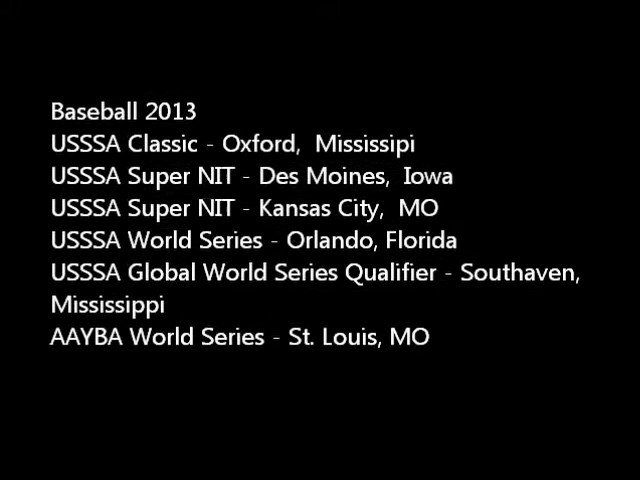 Baseball 2013
USSSA Classic - Oxford,  Mississipi
USSSA Super NIT - Des Moines,  Iowa
USSSA Super NIT - Kansas City,  MO
USSSA World Series - Orlando, Florida
USSSA Global World Series Qualifier - Southaven,
Mississippi
AAYBA World Series - St. Louis, MO